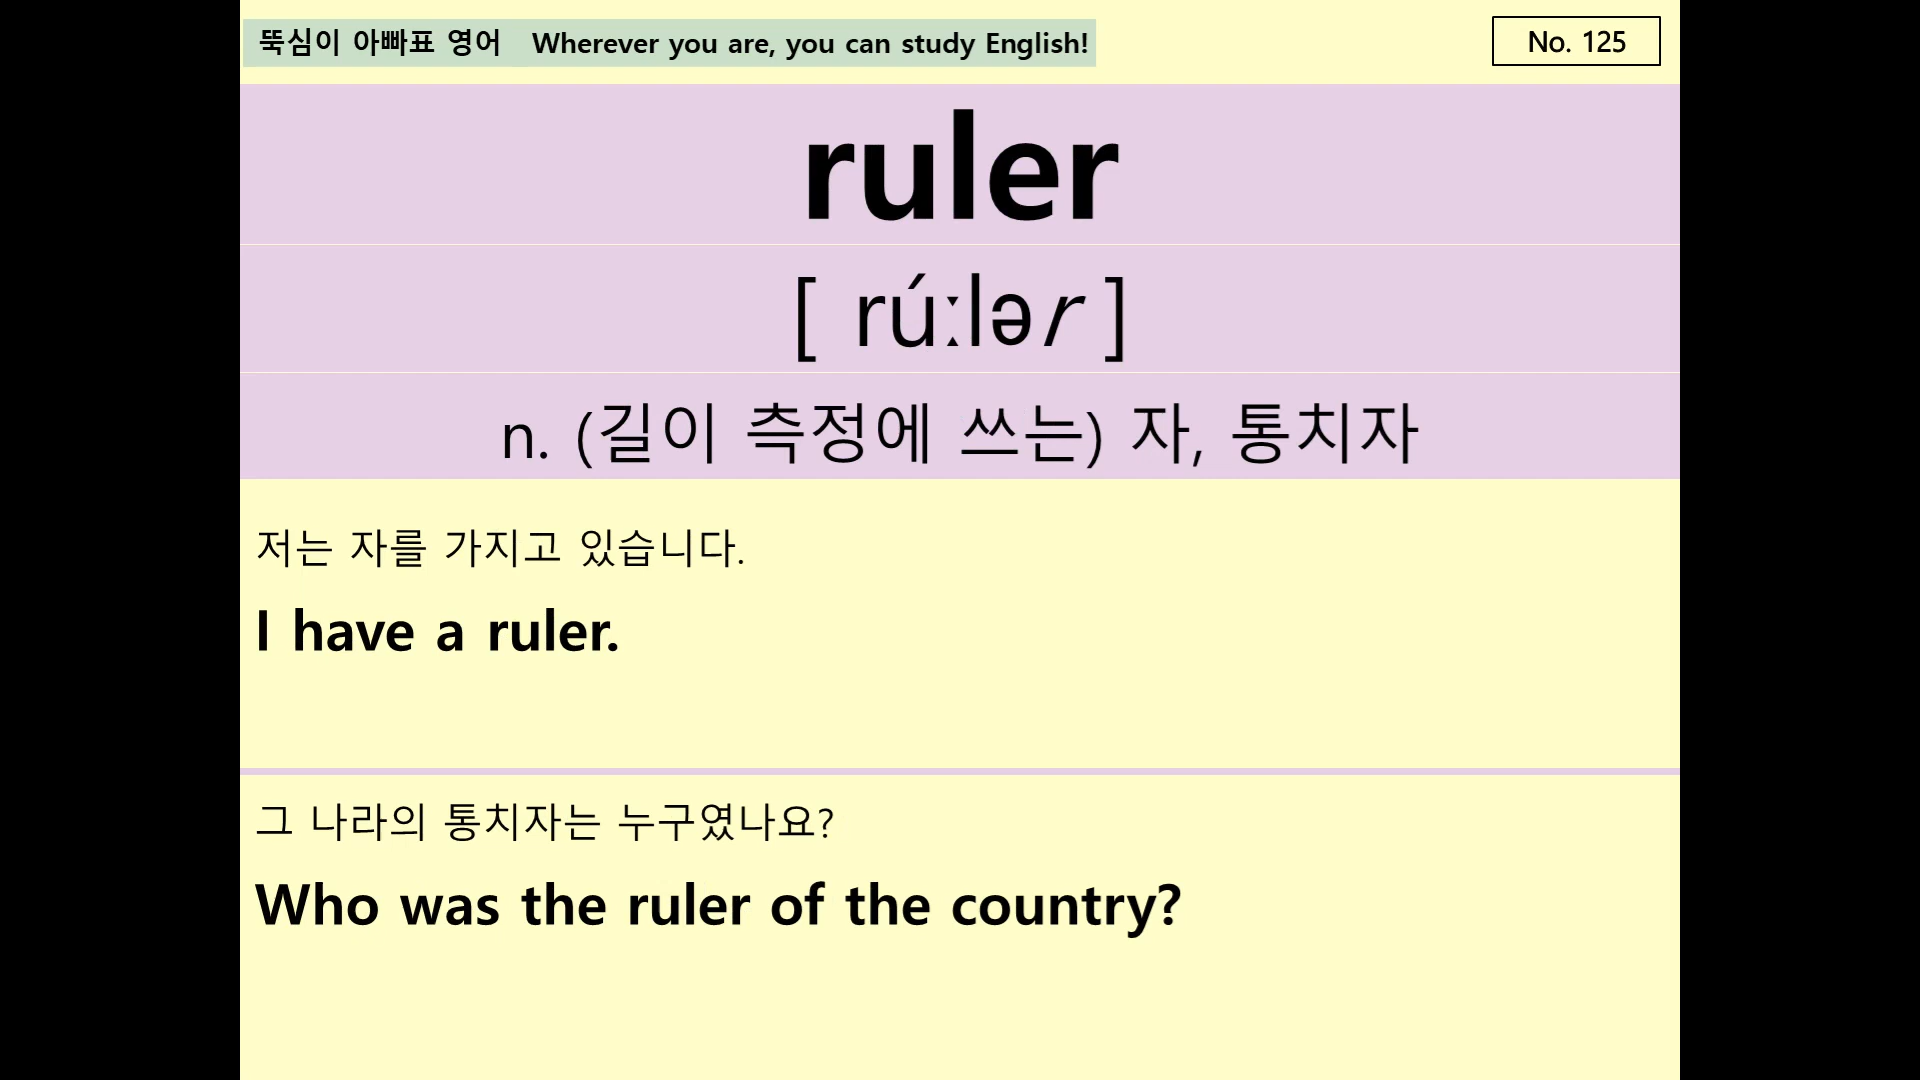 뚝심이 아빠표 영어 Wherever you are, you can study English!
No. 125
ruler
[ rúːlər ]
n. (길이 측정에 쓰는) 자, 통치자
저는 자를 가지고 있습니다.
I have a ruler.
그 나라의 통치자는 누구였나요?
Who was the ruler of the country?